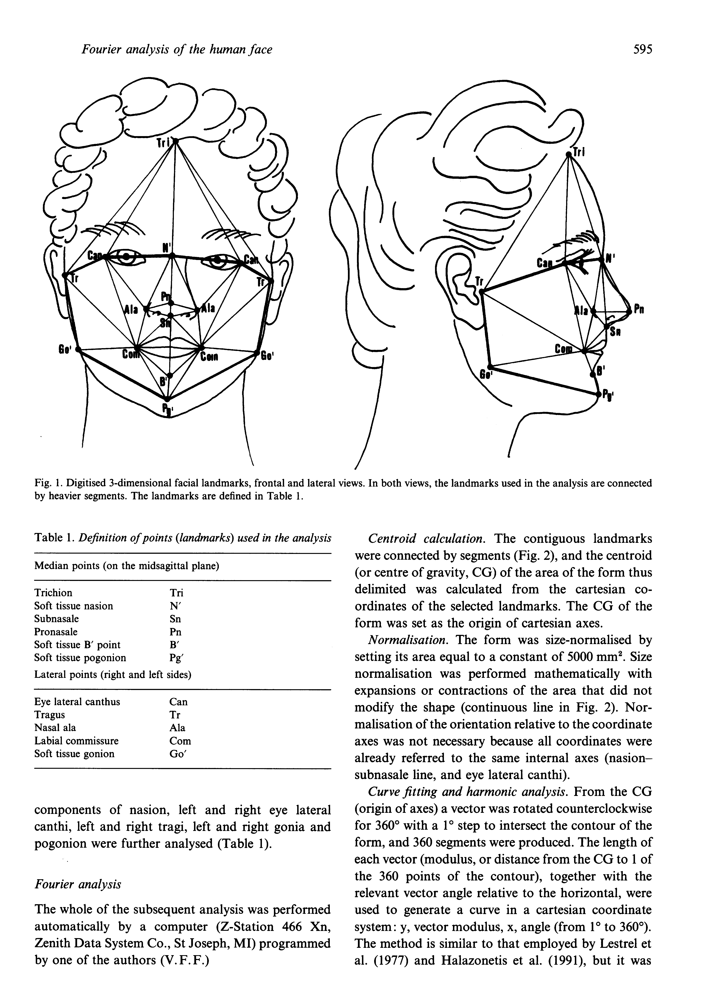 Fourier analysis of the human face
595
Tri
N'
Can
Can
Tr
Tr
Pn
Ala
Ala
Sn
Go'
Com
Com
Go'
B'
Pg'
Tri
Can
N'
Tr
Ala
Pn
Sn
Com
Go'
B'
Pg'
Fig. 1. Digitised 3-dimensional facial landmarks, frontal and lateral views. In both views, the landmarks used in the analysis are connected
by heavier segments. The landmarks are defined in Table 1.
Table 1. Definition of points (landmarks) used in the analysis
Median points (on the midsagittal plane)
Trichion Tri
Soft tissue nasion N′
Subnasale Sn
Pronasale Pn
Soft tissue B′ point B′
Soft tissue pogonion Pg′
Lateral points (right and left sides)
Eye lateral canthus Can
Tragus Tr
Nasal ala Ala
Labial commissure Com
Soft tissue gonion Go′
components of nasion, left and right eye lateral
canthi, left and right tragi, left and right gonia and
pogonion were further analysed (Table 1).
Fourier analysis
The whole of the subsequent analysis was performed
automatically by a computer (Z-Station 466 Xn,
Zenith Data System Co., St Joseph, MI) programmed
by one of the authors (V.F.F.)
Centroid calculation. The contiguous landmarks
were connected by segments (Fig. 2), and the centroid
(or centre of gravity, CG) of the area of the form thus
delimited was calculated from the cartesian co-
ordinates of the selected landmarks. The CG of the
form was set as the origin of cartesian axes.
Normalisation. The form was size-normalised by
setting its area equal to a constant of 5000 mm². Size
normalisation was performed mathematically with
expansions or contractions of the area that did not
modify the shape (continuous line in Fig. 2). Nor-
malisation of the orientation relative to the coordinate
axes was not necessary because all coordinates were
already referred to the same internal axes (nasion–
subnasale line, and eye lateral canthi).
Curve fitting and harmonic analysis. From the CG
(origin of axes) a vector was rotated counterclockwise
for 360° with a 1° step to intersect the contour of the
form, and 360 segments were produced. The length of
each vector (modulus, or distance from the CG to 1 of
the 360 points of the contour), together with the
relevant vector angle relative to the horizontal, were
used to generate a curve in a cartesian coordinate
system: y, vector modulus, x, angle (from 1° to 360°).
The method is similar to that employed by Lestrel et
al. (1977) and Halazonetis et al. (1991), but it was